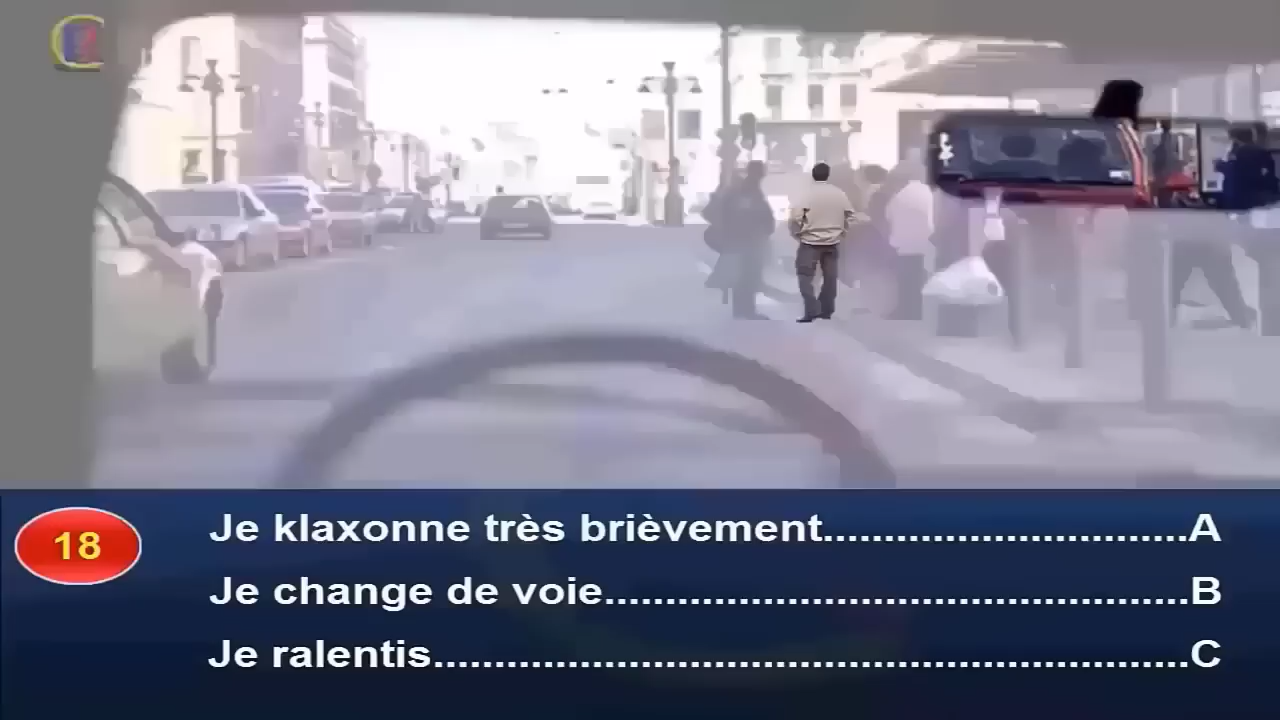 18
Je klaxonne très brièvement..............................A
Je change de voie................................................B
Je ralentis..............................................................C